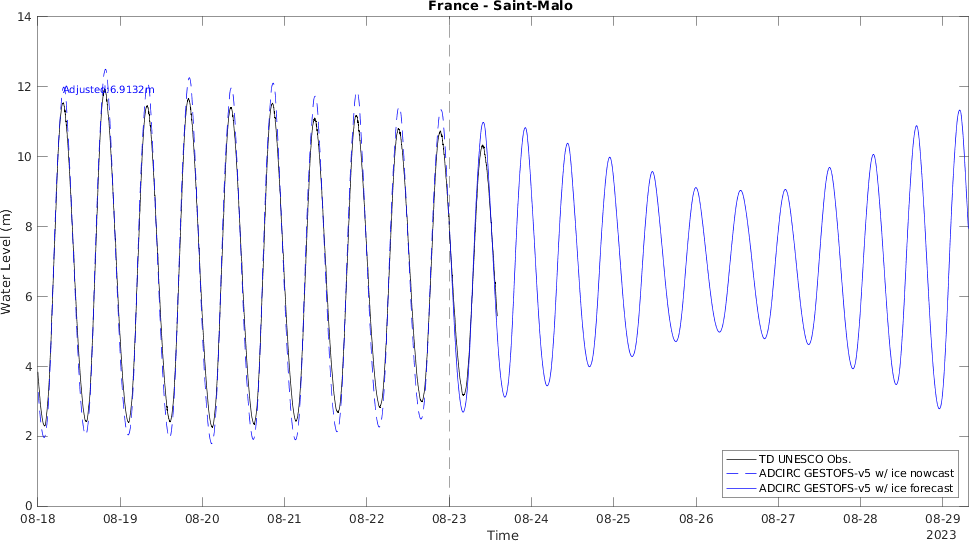 France - Saint-Malo
14
12
10
8
6
4
2
0
Water Level (m)
Adjusted:6.9132m
TD UNESCO Obs.
ADCIRC GESTOFS-v5 w/ ice nowcast
ADCIRC GESTOFS-v5 w/ ice forecast
08-18 08-19 08-20 08-21 08-22 08-23 08-24 08-25 08-26 08-27 08-28 08-29
2023
Time